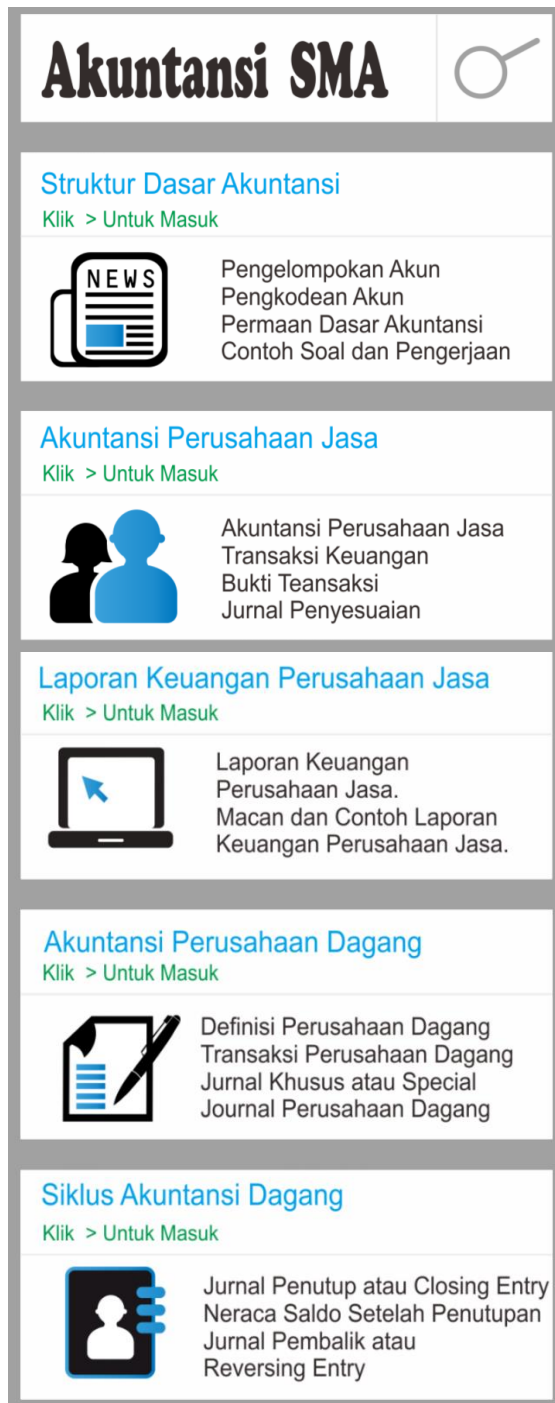 Akuntansi SMA
Struktur Dasar Akuntansi
Klik > Untuk Masuk
NEWS
Pengelompokan Akun
Pengkodean Akun
Permaan Dasar Akuntansi
Contoh Soal dan Pengerjaan
Akuntansi Perusahaan Jasa
Klik > Untuk Masuk
Akuntansi Perusahaan Jasa
Transaksi Keuangan
Bukti Teansaksi
Jurnal Penyesuaian
Laporan Keuangan Perusahaan Jasa
Klik > Untuk Masuk
Laporan Keuangan
Perusahaan Jasa.
Macan dan Contoh Laporan
Keuangan Perusahaan Jasa.
Akuntansi Perusahaan Dagang
Klik > Untuk Masuk
Definisi Perusahaan Dagang
Transaksi Perusahaan Dagang
Jurnal Khusus atau Special
Journal Perusahaan Dagang
Siklus Akuntansi Dagang
Klik > Untuk Masuk
Jurnal Penutup atau Closing Entry
Neraca Saldo Setelah Penutupan
Jurnal Pembalik atau
Reversing Entry